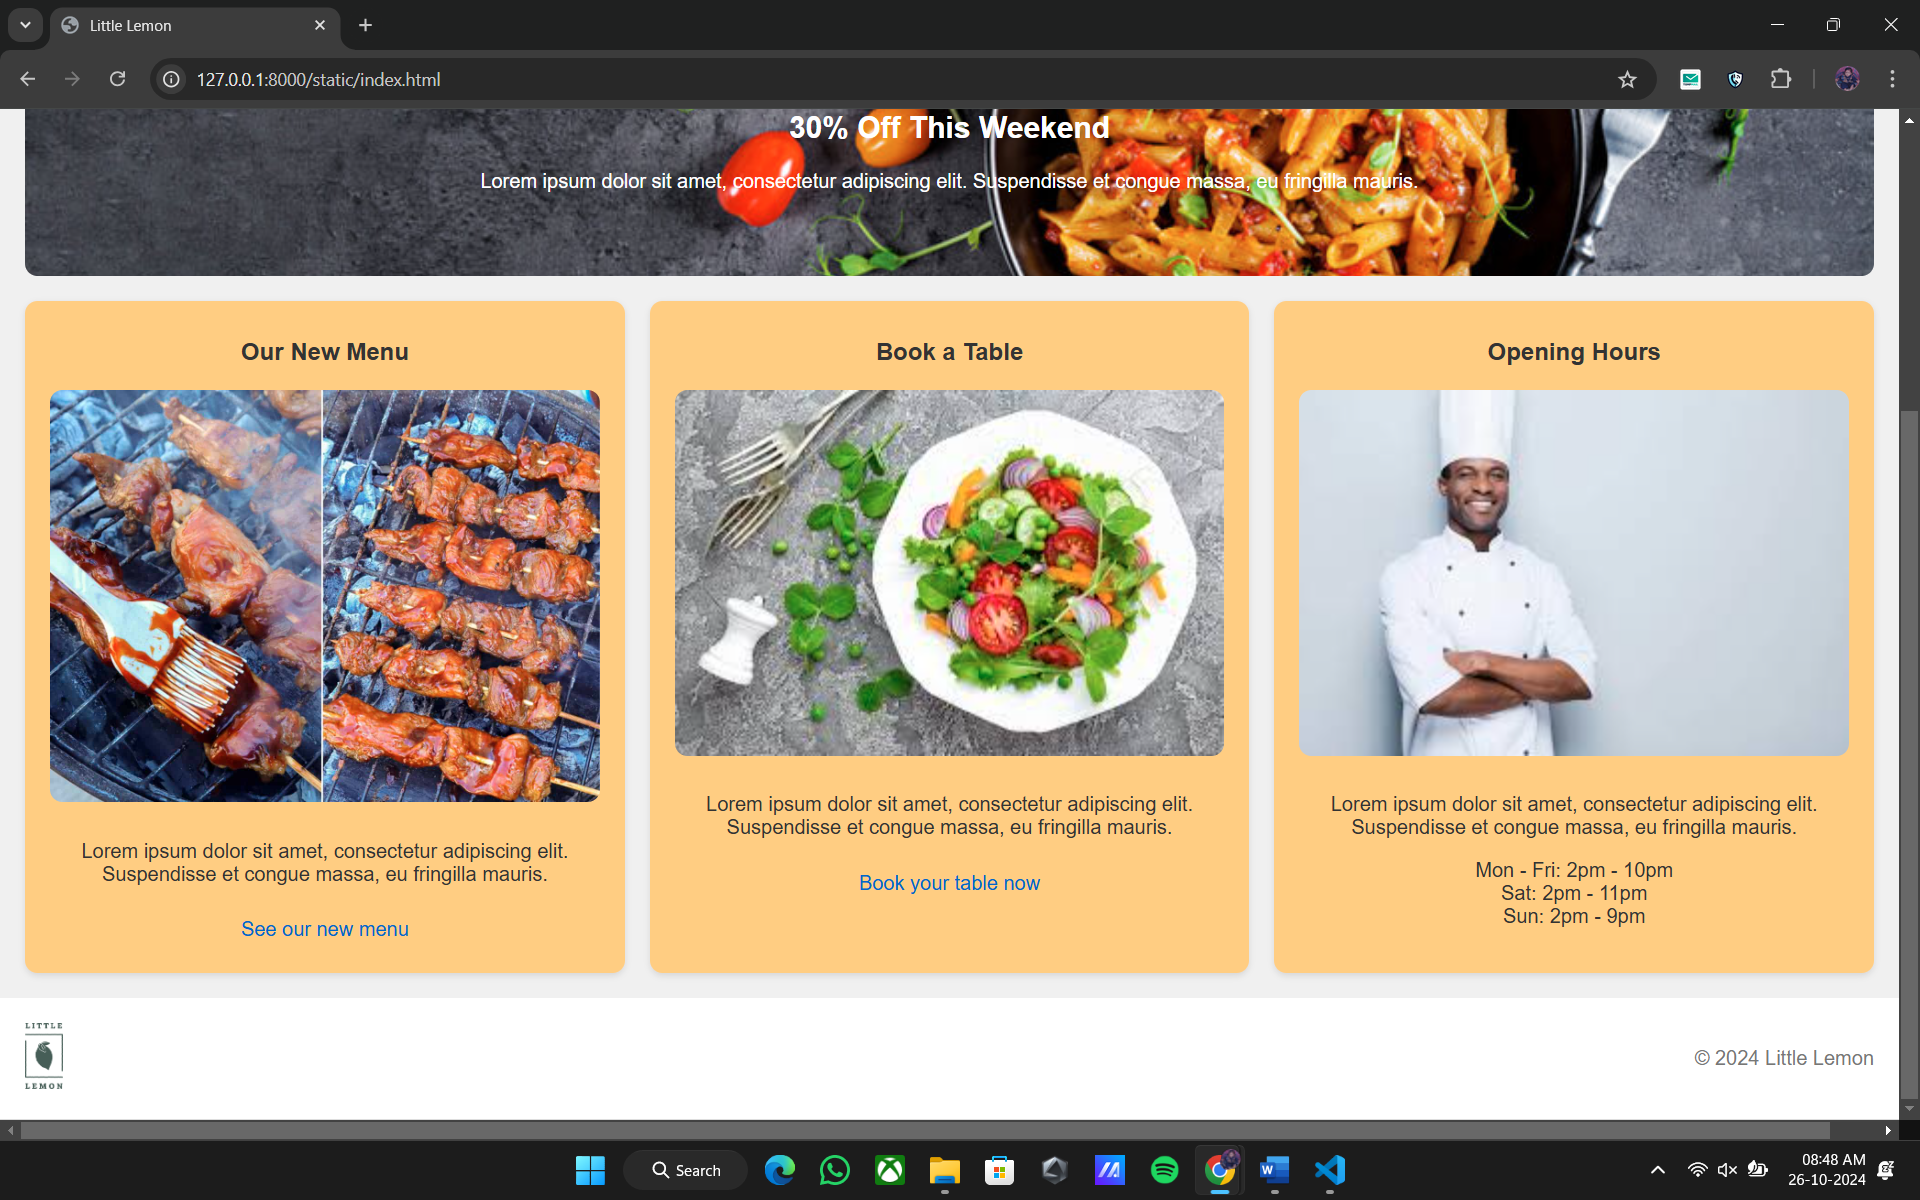 Little Lemon
127.0.0.1:8000/static/index.html
30% Off This Weekend
Lorem ipsum dolor sit amet, consectetur adipiscing elit. Suspendisse et congue massa, eu fringilla mauris.
Our New Menu
Lorem ipsum dolor sit amet, consectetur adipiscing elit.
Suspendisse et congue massa, eu fringilla mauris.
See our new menu
Book a Table
Lorem ipsum dolor sit amet, consectetur adipiscing elit.
Suspendisse et congue massa, eu fringilla mauris.
Book your table now
Opening Hours
Lorem ipsum dolor sit amet, consectetur adipiscing elit.
Suspendisse et congue massa, eu fringilla mauris.
Mon - Fri: 2pm - 10pm
Sat: 2pm - 11pm
Sun: 2pm - 9pm
LITTLE
LEMON
© 2024 Little Lemon
Search
08:48 AM
26-10-2024